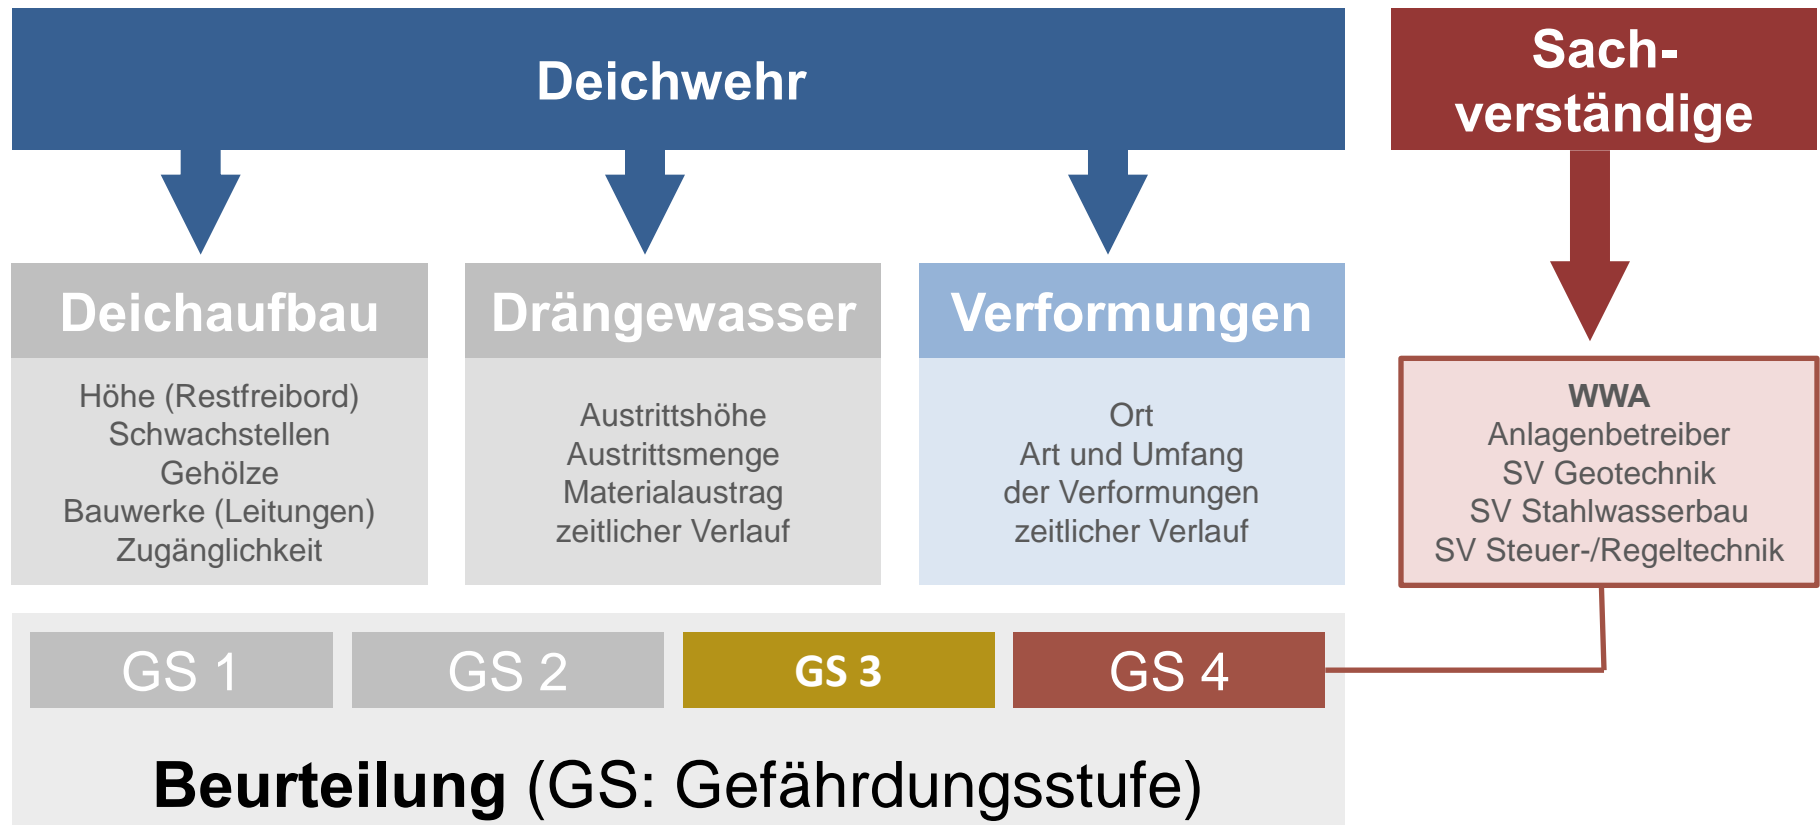 Deichwehr
Sach-
verständige
Deichaufbau
Höhe (Restfreibord)
Schwachstellen
Gehölze
Bauwerke (Leitungen)
Zugänglichkeit
Drängewasser
Austrittshöhe
Austrittsmenge
Materialaustrag
zeitlicher Verlauf
Verformungen
Ort
Art und Umfang
der Verformungen
zeitlicher Verlauf
WWA
Anlagenbetreiber
SV Geotechnik
SV Stahlwasserbau
SV Steuer-/Regeltechnik
GS 1
GS 2
GS 3
GS 4
Beurteilung (GS: Gefährdungsstufe)